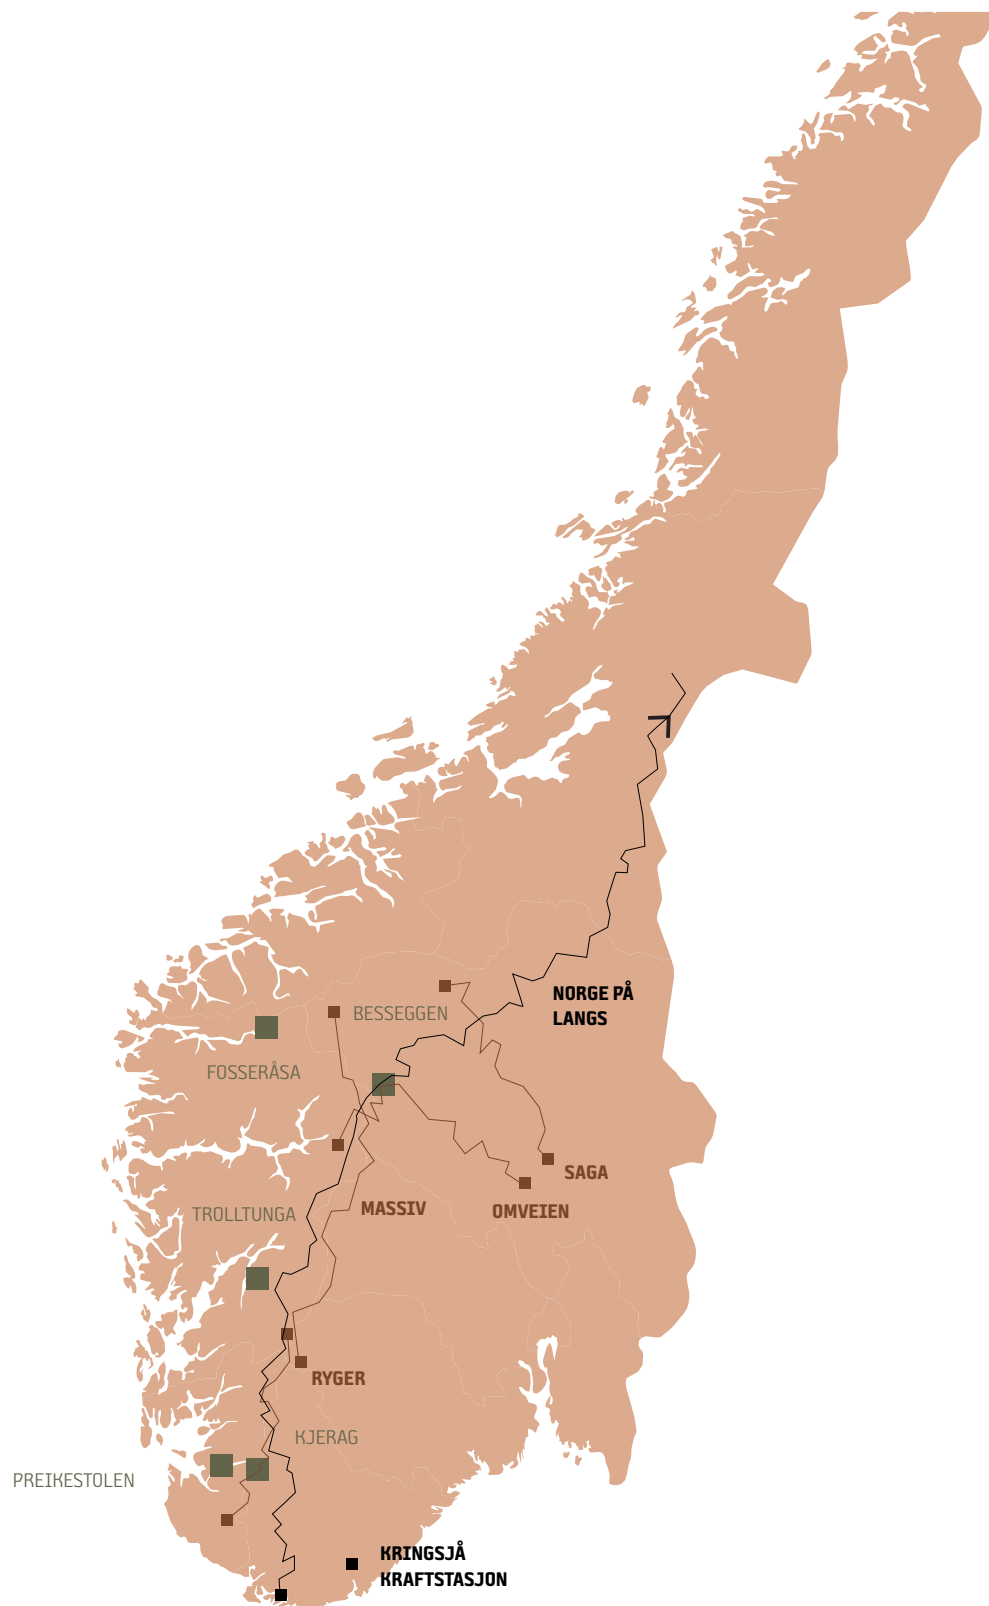 NORGE PÅ
LANGS
BESSEGGEN
FOSSERÅSA
SAGA
TROLLTUNGA
MASSIV
OMVEIEN
RYGER
KJERAG
PREIKESTOLEN
KRINGSJÅ
KRAFTSTASJON